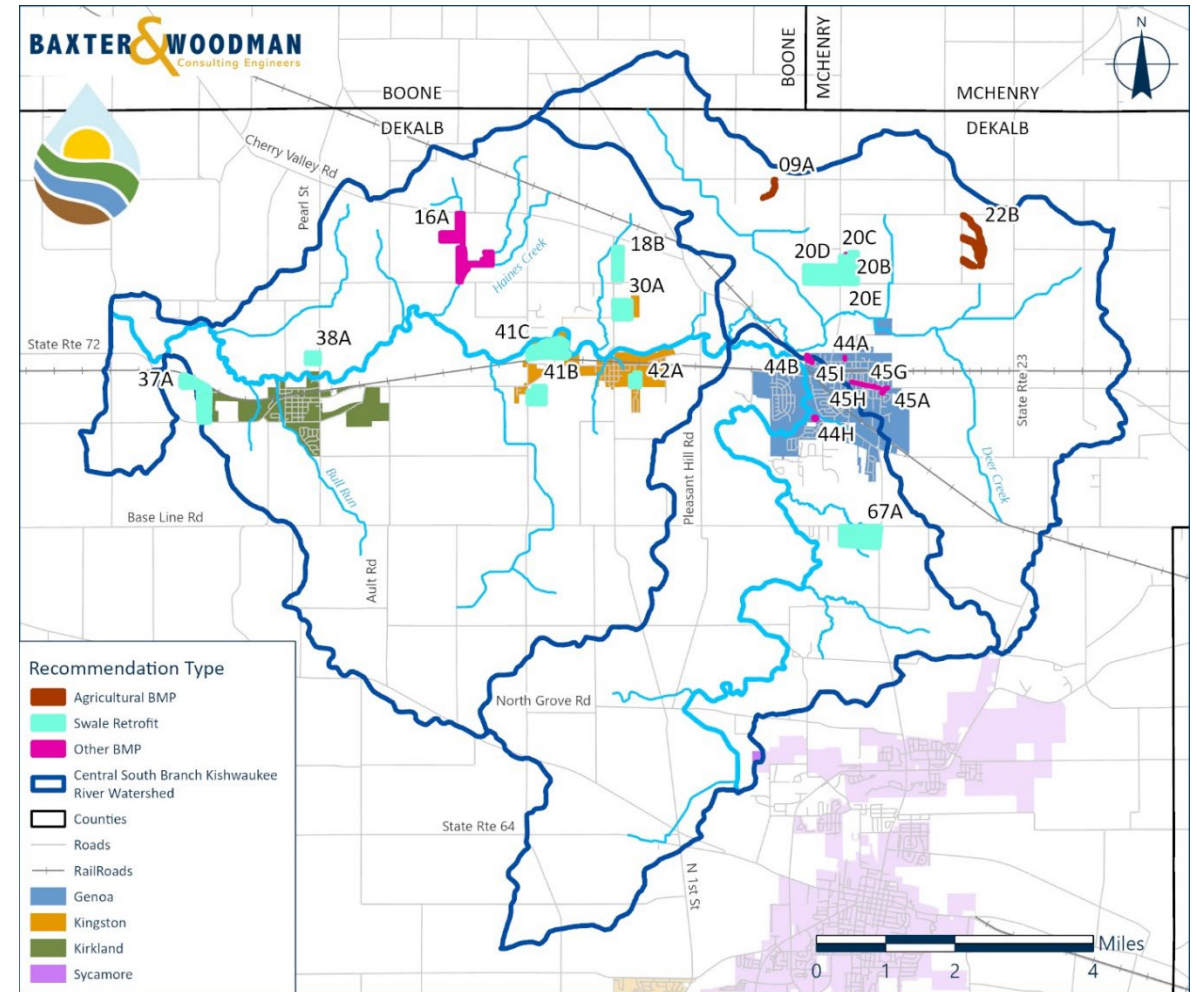 BAXTER & WOODMAN
Consulting Engineers
BOONE
BOONE
MCHENRY
MCHENRY
N
DEKALB
DEKALB
Cherry Valley Rd
Pearl St
09A
16A
22B
18B
20D
20C
20B
20E
Haines Creek
30A
41C
38A
State Rte 72
37A
41B
42A
44B
44A
45I
45G
45H
45A
44H
State Rte 23
Deer Creek
Bull Run
Pleasant Hill Rd
Base Line Rd
67A
Ault Rd
North Grove Rd
State Rte 64
N 1st St
Recommendation Type
Agricultural BMP
Swale Retrofit
Other BMP
Central South Branch Kishwaukee
River Watershed
Counties
Roads
RailRoads
Genoa
Kingston
Kirkland
Sycamore
Miles
0 1 2 4